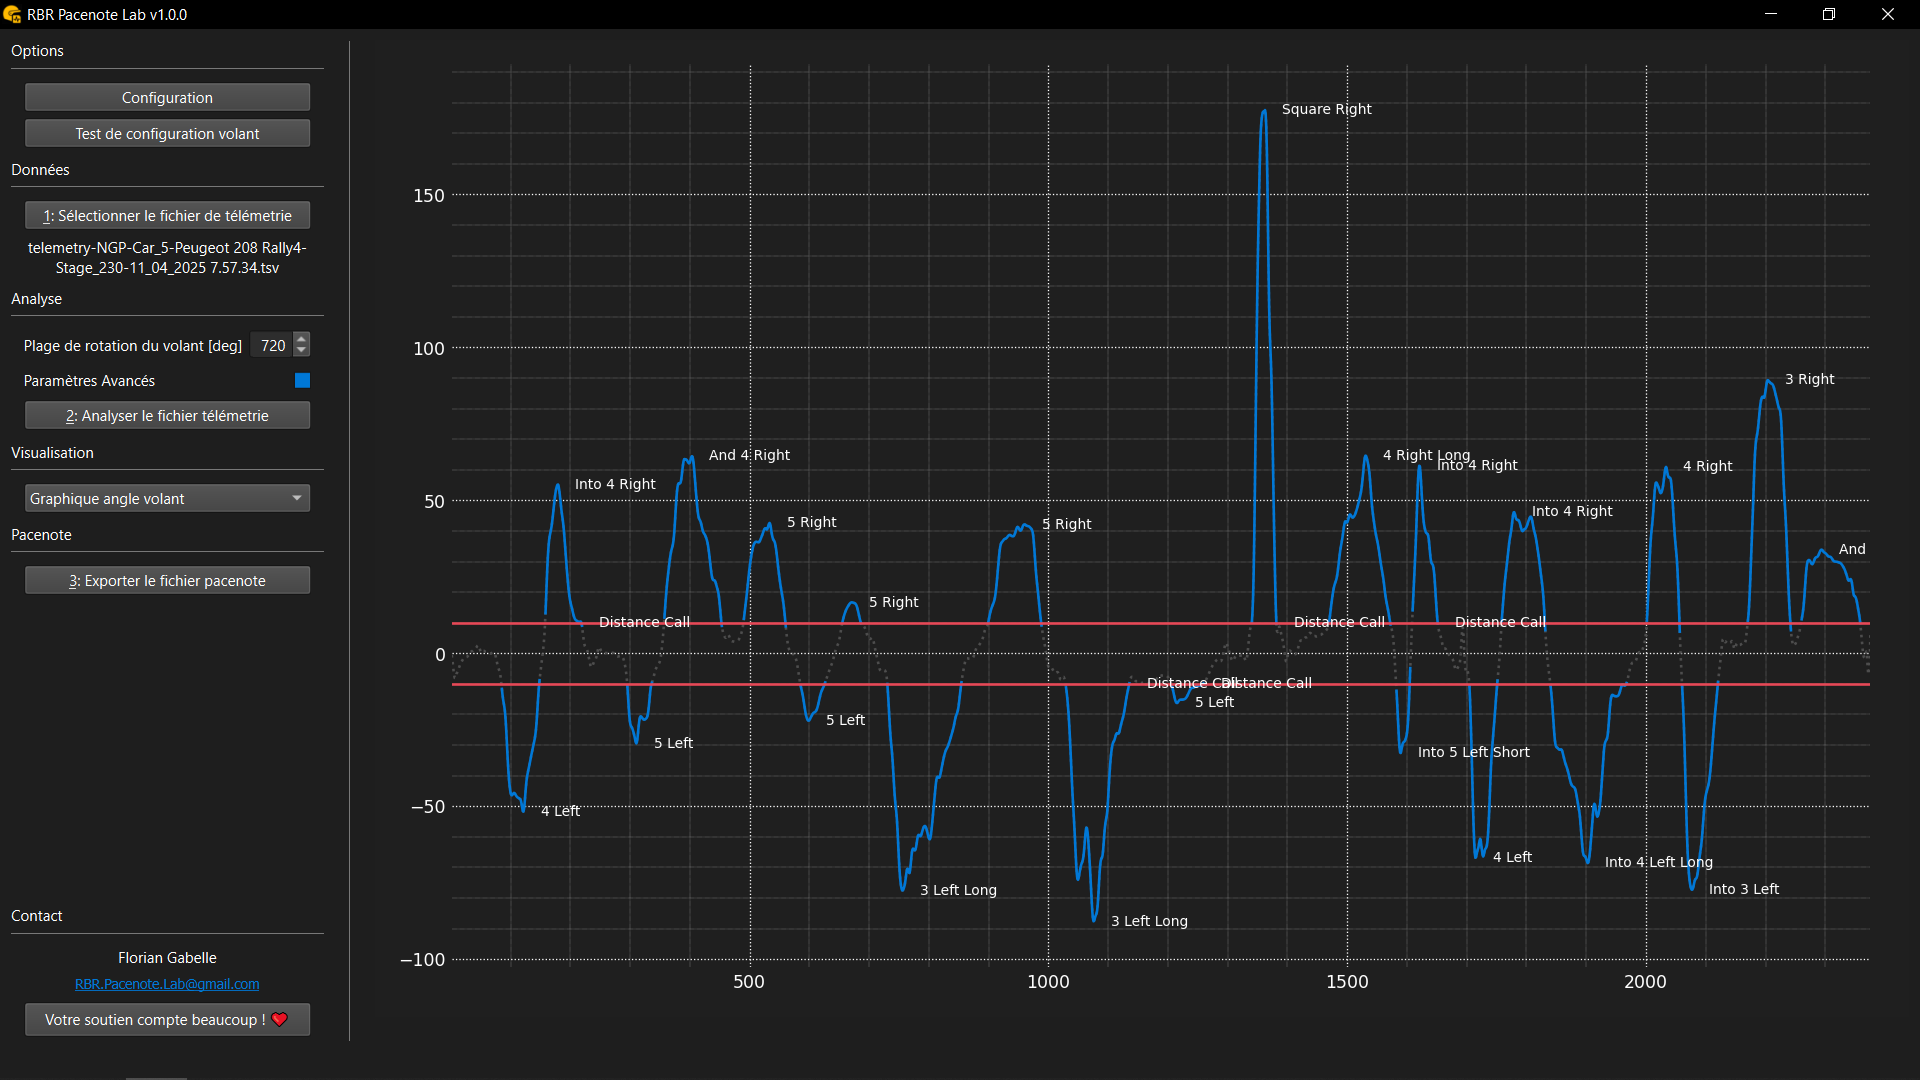 RBR Pacenote Lab v1.0.0
Options
Configuration
Test de configuration volant
Données
1: Sélectionner le fichier de télémetrie
telemetry-NGP-Car_5-Peugeot 208 Rally4-
Stage_230-11_04_2025 7.57.34.tsv
Analyse
Plage de rotation du volant [deg] 720
Paramètres Avancés
2: Analyser le fichier télémetrie
Visualisation
Graphique angle volant
Pacenote
3: Exporter le fichier pacenote
Contact
Florian Gabelle
RBR.Pacenote.Lab@gmail.com
Votre soutien compte beaucoup !
Square Right
150
100
3 Right
And 4 Right
4 Right Long
Into 4 Right
4 Right
Into 4 Right
50
Into 4 Right
5 Right
5 Right
And
5 Right
Distance Call
Distance Call
Distance Call
0
Distance Call
Distance Call
5 Left
5 Left
5 Left
Into 5 Left Short
−50
4 Left
4 Left
Into 4 Left Long
3 Left Long
Into 3 Left
3 Left Long
−100
500
1000
1500
2000